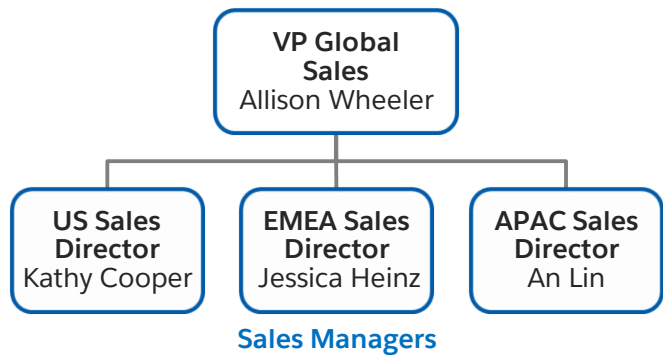 VP Global
Sales
Allison Wheeler
US Sales
Director
Kathy Cooper
EMEA Sales
Director
Jessica Heinz
APAC Sales
Director
An Lin
Sales Managers